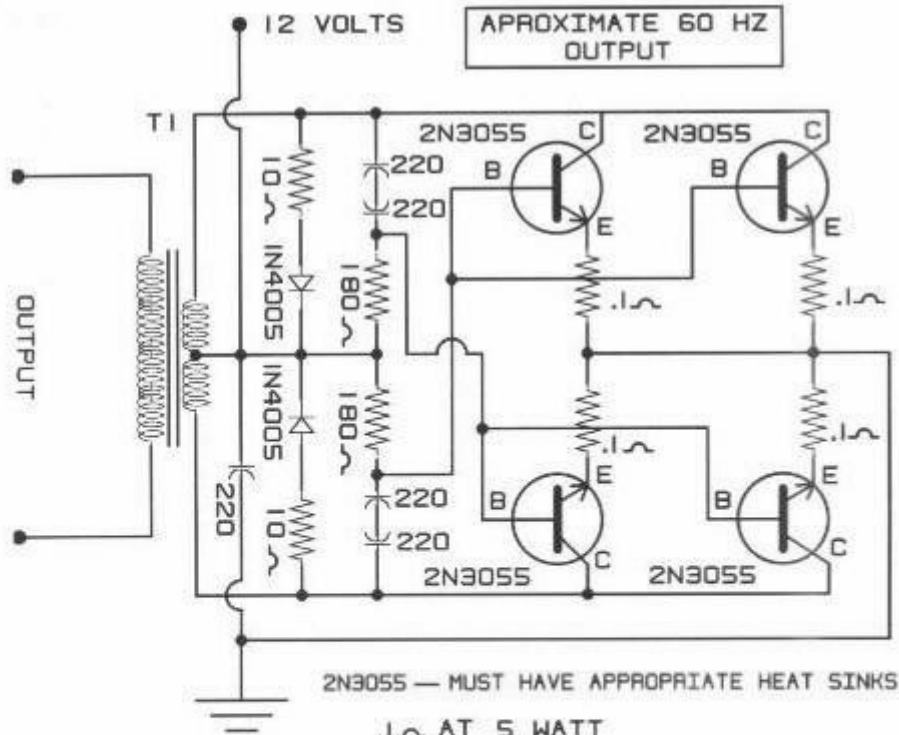 12 VOLTS
APROXIMATE 60 HZ
OUTPUT
T1
2N3055
C
2N3055
C
220
B
B
10
220
E
E
1N4005
180
.1
.1
OUTPUT
1N4005
180
.1
.1
E
E
220
220
B
B
10
220
C
C
2N3055
2N3055
2N3055 — MUST HAVE APPROPRIATE HEAT SINKS
.1 AT 5 WATT